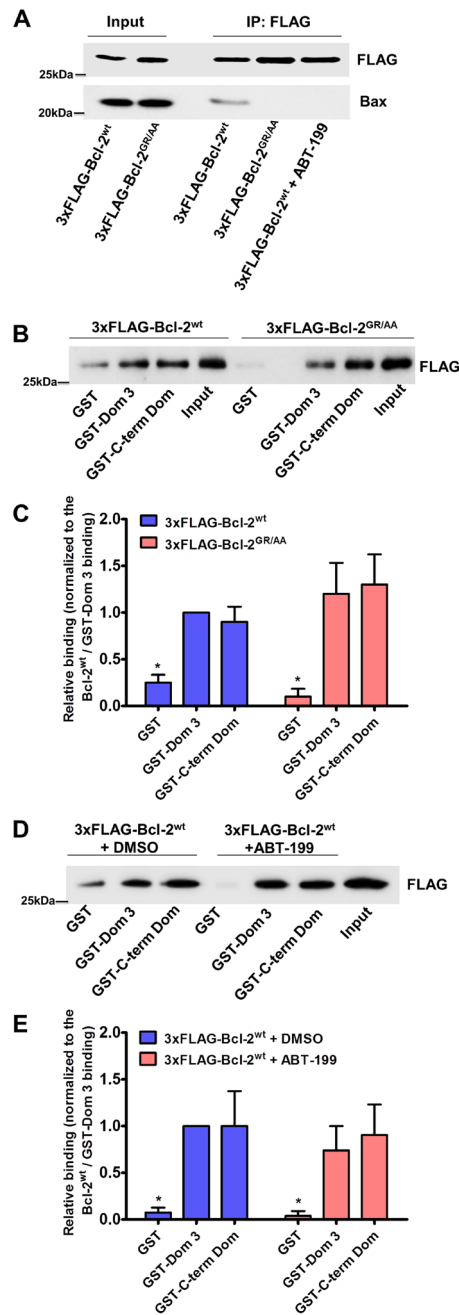 A
Input
IP: FLAG
FLAG
25kDa
Bax
20kDa
3xFLAG-Bcl-2wt
3xFLAG-Bcl-2GR/AA
3xFLAG-Bcl-2wt
3xFLAG-Bcl-2GR/AA
3xFLAG-Bcl-2wt + ABT-199
B
3xFLAG-Bcl-2wt
3xFLAG-Bcl-2GR/AA
FLAG
25kDa
GST
GST-Dom 3
GST-C-term Dom
Input
GST
GST-Dom 3
GST-C-term Dom
Input
C
Relative binding (normalized to the
Bcl-2wt / GST-Dom 3 binding)
2.0
1.5
1.0
0.5
0.0
3xFLAG-Bcl-2wt
3xFLAG-Bcl-2GR/AA
*
*
GST
GST-Dom 3
GST-C-term Dom
GST
GST-Dom 3
GST-C-term Dom
D
3xFLAG-Bcl-2wt
+ DMSO
3xFLAG-Bcl-2wt
+ABT-199
FLAG
25kDa
GST
GST-Dom 3
GST-C-term Dom
GST
GST-Dom 3
GST-C-term Dom
Input
E
Relative binding (normalized to the
Bcl-2wt / GST-Dom 3 binding)
2.0
1.5
1.0
0.5
0.0
3xFLAG-Bcl-2wt + DMSO
3xFLAG-Bcl-2wt + ABT-199
*
*
GST
GST-Dom 3
GST-C-term Dom
GST
GST-Dom 3
GST-C-term Dom